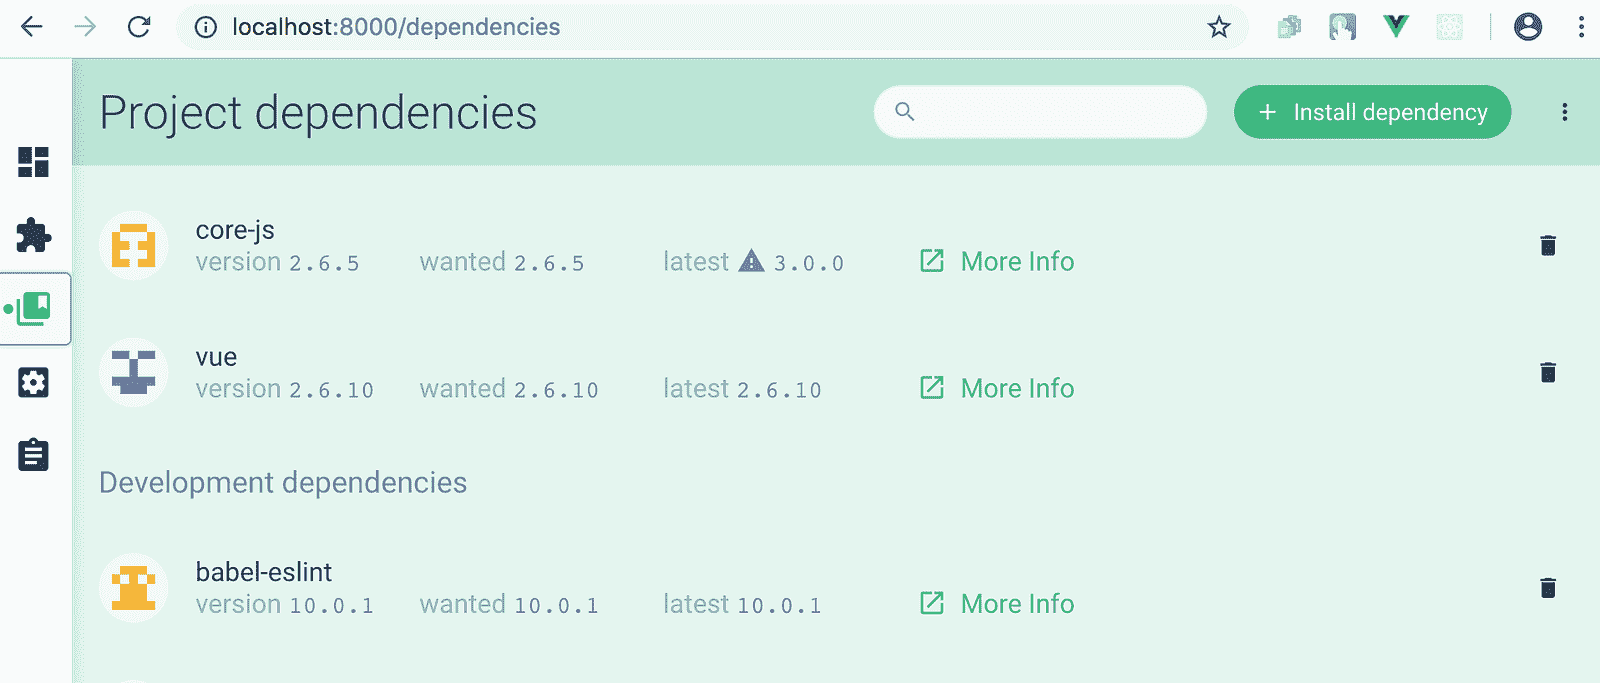 localhost:8000/dependencies
Project dependencies
+ Install dependency
core-js
version 2.6.5 wanted 2.6.5 latest 3.0.0 More Info
vue
version 2.6.10 wanted 2.6.10 latest 2.6.10 More Info
Development dependencies
babel-eslint
version 10.0.1 wanted 10.0.1 latest 10.0.1 More Info